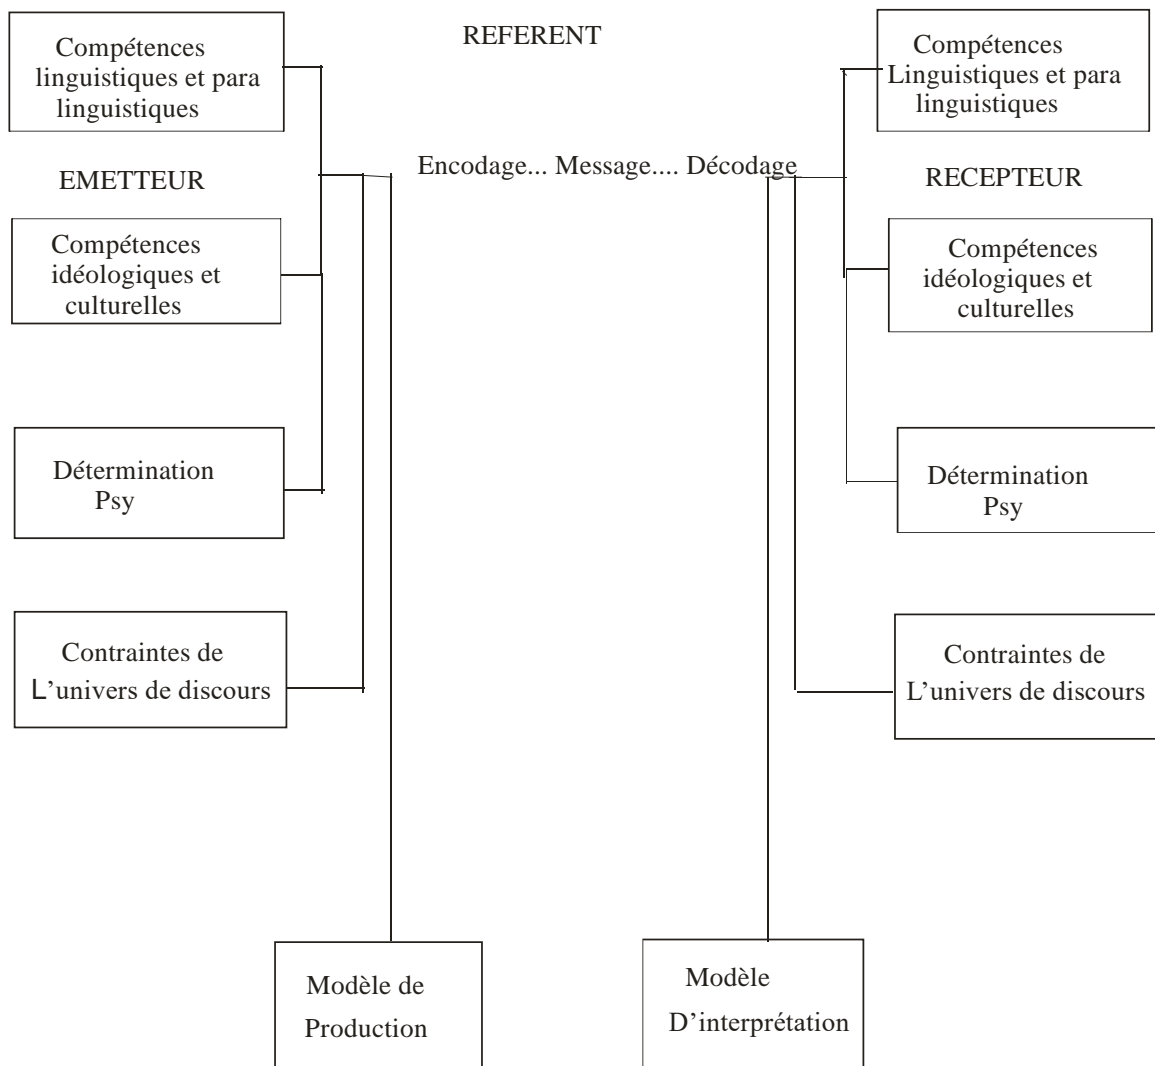 REFERENT
Compétences
linguistiques et para
linguistiques
Compétences
Linguistiques et para
linguistiques
Encodage... Message.... Décodage
EMETTEUR
RECEPTEUR
Compétences
idéologiques et
culturelles
Compétences
idéologiques et
culturelles
Détermination
Psy
Détermination
Psy
Contraintes de
L’univers de discours
Contraintes de
L’univers de discours
Modèle de
Production
Modèle
D’interprétation